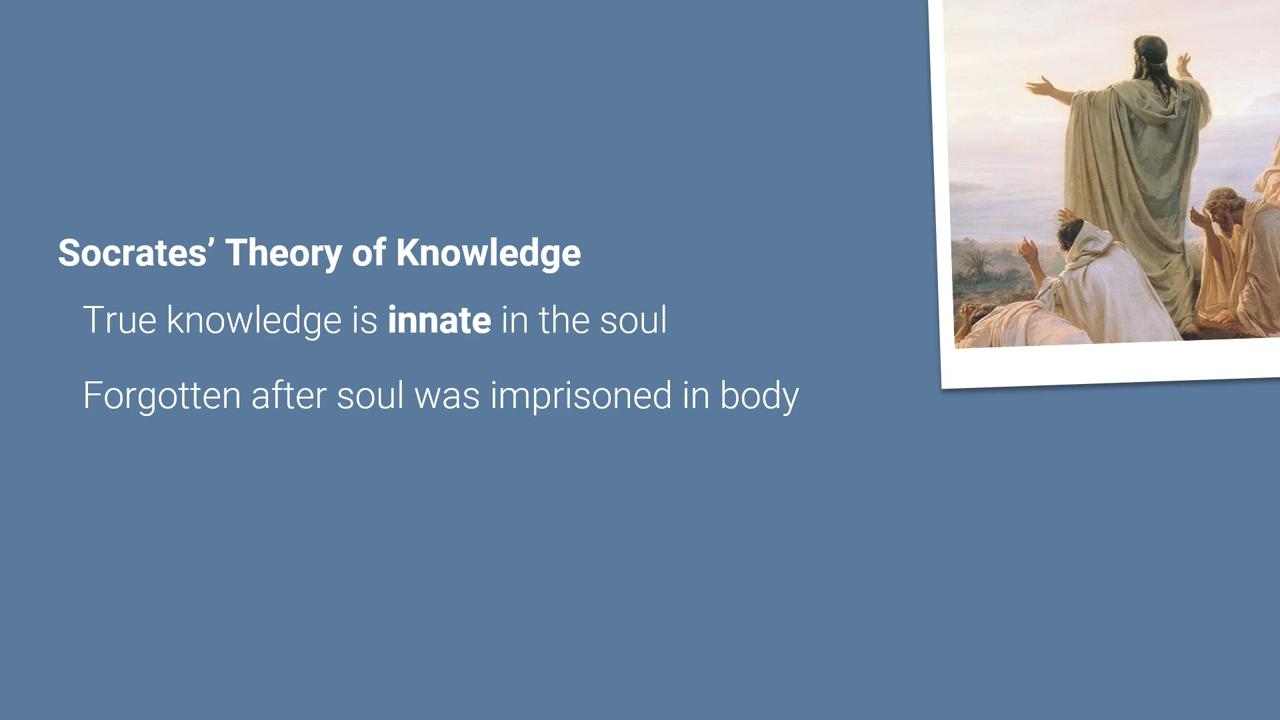 Socrates’ Theory of Knowledge
True knowledge is innate in the soul
Forgotten after soul was imprisoned in body